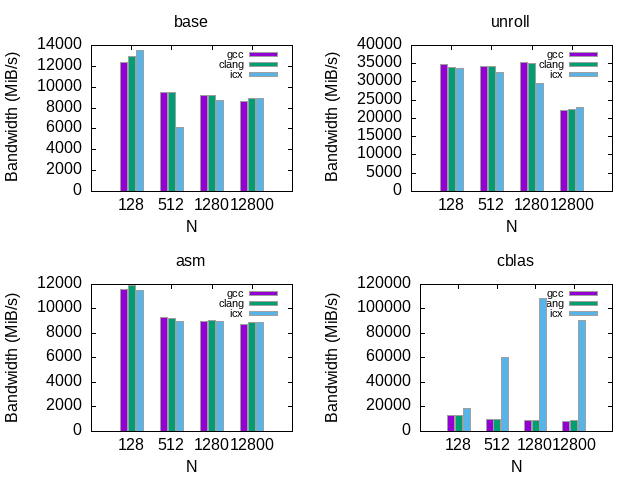 base
Bandwidth (MiB/s)
14000
12000
10000
8000
6000
4000
2000
0
gcc
clang
icx
128 512 1280 12800
N
unroll
Bandwidth (MiB/s)
40000
35000
30000
25000
20000
15000
10000
5000
0
gcc
clang
icx
128 512 1280 12800
N
asm
Bandwidth (MiB/s)
12000
10000
8000
6000
4000
2000
0
gcc
clang
icx
128 512 1280 12800
N
cblas
Bandwidth (MiB/s)
120000
100000
80000
60000
40000
20000
0
gcc
clang
icx
128 512 1280 12800
N